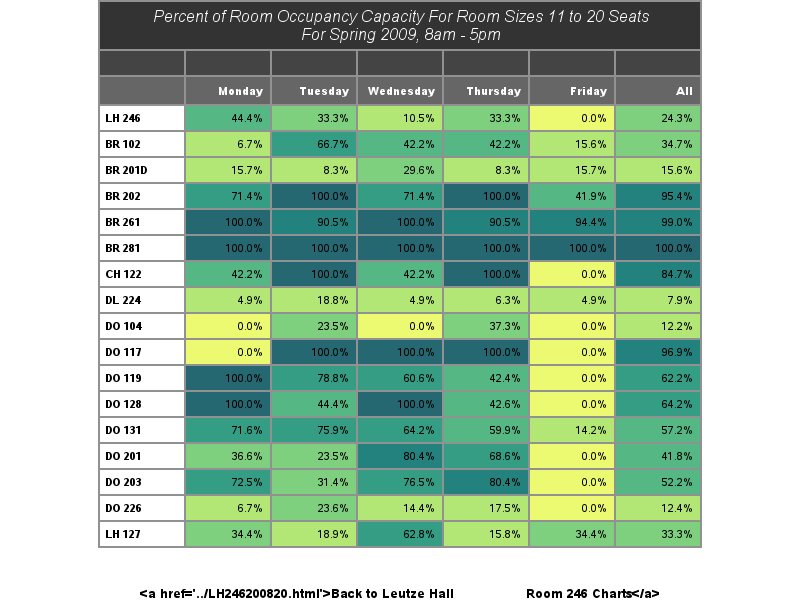 Percent of Room Occupancy Capacity For Room Sizes 11 to 20 Seats
For Spring 2009, 8am - 5pm
Monday Tuesday Wednesday Thursday Friday All
LH 246 44.4% 33.3% 10.5% 33.3% 0.0% 24.3%
BR 102 6.7% 66.7% 42.2% 42.2% 15.6% 34.7%
BR 201D 15.7% 8.3% 29.6% 8.3% 15.7% 15.6%
BR 202 71.4% 100.0% 71.4% 100.0% 41.9% 95.4%
BR 261 100.0% 90.5% 100.0% 90.5% 94.4% 99.0%
BR 281 100.0% 100.0% 100.0% 100.0% 100.0% 100.0%
CH 122 42.2% 100.0% 42.2% 100.0% 0.0% 84.7%
DL 224 4.9% 18.8% 4.9% 6.3% 4.9% 7.9%
DO 104 0.0% 23.5% 0.0% 37.3% 0.0% 12.2%
DO 117 0.0% 100.0% 100.0% 100.0% 0.0% 96.9%
DO 119 100.0% 78.8% 60.6% 42.4% 0.0% 62.2%
DO 128 100.0% 44.4% 100.0% 42.6% 0.0% 64.2%
DO 131 71.6% 75.9% 64.2% 59.9% 14.2% 57.2%
DO 201 36.6% 23.5% 80.4% 68.6% 0.0% 41.8%
DO 203 72.5% 31.4% 76.5% 80.4% 0.0% 52.2%
DO 226 6.7% 23.6% 14.4% 17.5% 0.0% 12.4%
LH 127 34.4% 18.9% 62.8% 15.8% 34.4% 33.3%
<a href='../LH246200820.html'>Back to Leutze Hall Room 246 Charts</a>